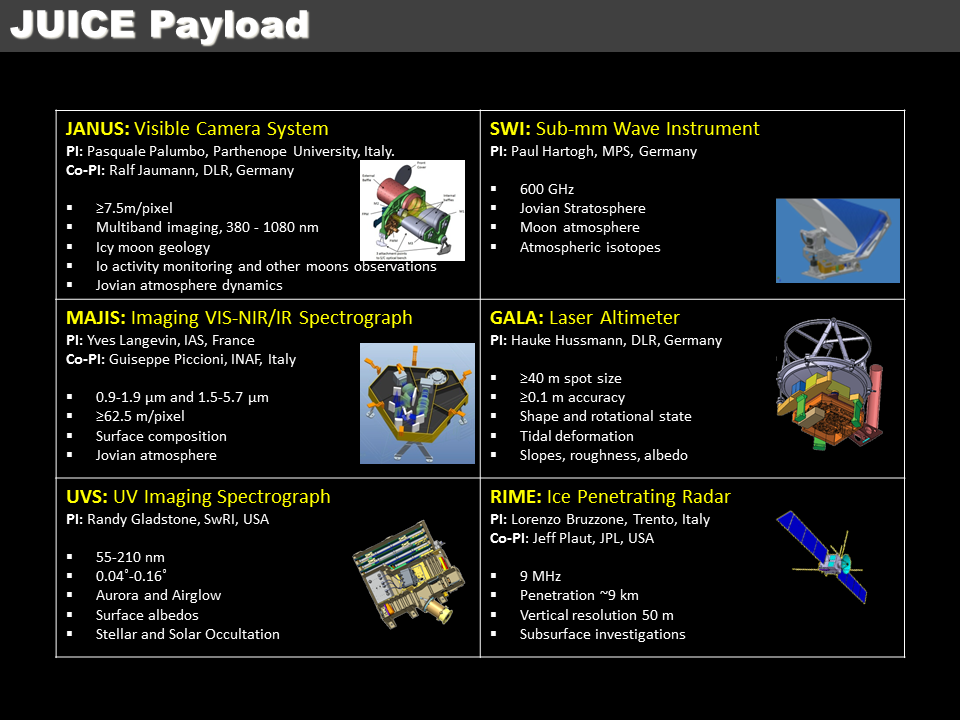 JUICE Payload
JANUS: Visible Camera System
PI: Pasquale Palumbo, Parthenope University, Italy.
Co-PI: Ralf Jaumann, DLR, Germany
▪ ≥7.5m/pixel
▪ Multiband imaging, 380 - 1080 nm
▪ Icy moon geology
▪ Io activity monitoring and other moons observations
▪ Jovian atmosphere dynamics
Front
Cover
External
baffle
Internal
baffles
SWI: Sub-mm Wave Instrument
PI: Paul Hartogh, MPS, Germany
▪ 600 GHz
▪ Jovian Stratosphere
▪ Moon atmosphere
▪ Atmospheric isotopes
MAJIS: Imaging VIS-NIR/IR Spectrograph
PI: Yves Langevin, IAS, France
Co-PI: Guiseppe Piccioni, INAF, Italy
▪ 0.9-1.9 µm and 1.5-5.7 µm
▪ ≥62.5 m/pixel
▪ Surface composition
▪ Jovian atmosphere
GALA: Laser Altimeter
PI: Hauke Hussmann, DLR, Germany
▪ ≥40 m spot size
▪ ≥0.1 m accuracy
▪ Shape and rotational state
▪ Tidal deformation
▪ Slopes, roughness, albedo
UVS: UV Imaging Spectrograph
PI: Randy Gladstone, SwRI, USA
▪ 55-210 nm
▪ 0.04°-0.16°
▪ Aurora and Airglow
▪ Surface albedos
▪ Stellar and Solar Occultation
RIME: Ice Penetrating Radar
PI: Lorenzo Bruzzone, Trento, Italy
Co-PI: Jeff Plaut, JPL, USA
▪ 9 MHz
▪ Penetration ~9 km
▪ Vertical resolution 50 m
▪ Subsurface investigations